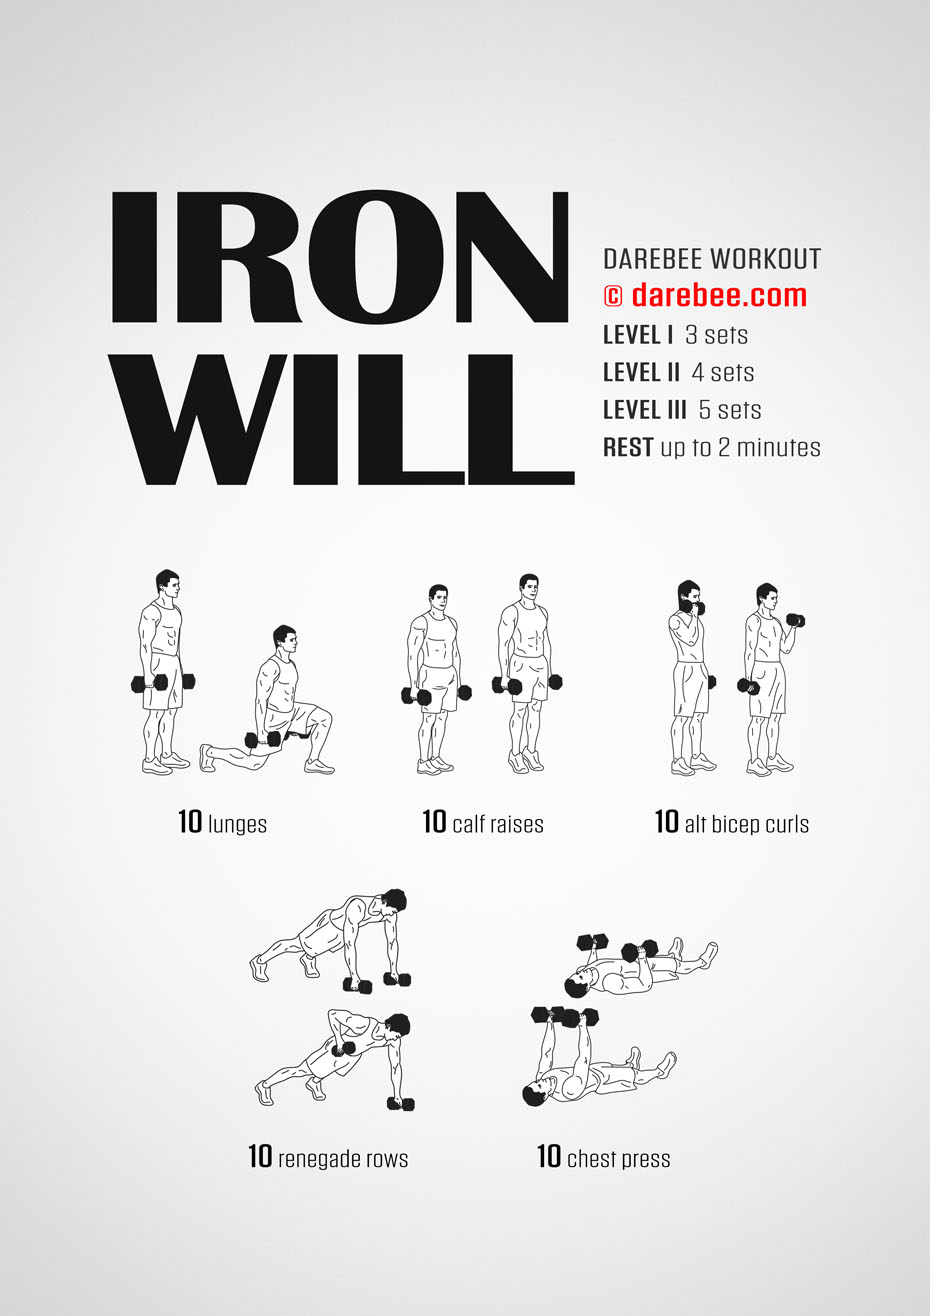 IRON
WILL
DAREBEE WORKOUT
© darebee.com
LEVEL I 3 sets
LEVEL II 4 sets
LEVEL III 5 sets
REST up to 2 minutes
10 lunges
10 calf raises
10 alt bicep curls
10 renegade rows
10 chest press